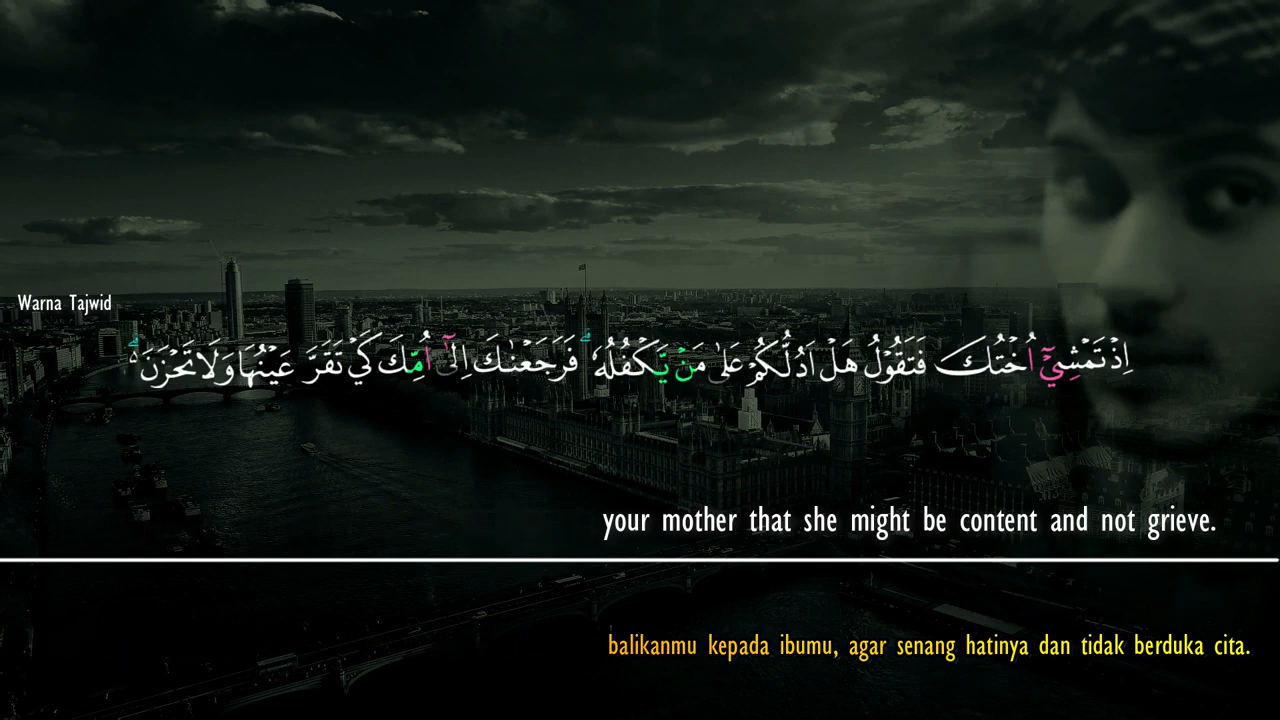 Warna Tajwid
اِذْ تَمْشِيْٓ اُخْتُكَ فَتَقُوْلُ هَلْ اَدُلُّكُمْ عَلٰى مَنْ يَّكْفُلُهٗ ۗ فَرَجَعْنٰكَ اِلٰٓى اُمِّكَ كَيْ تَقَرَّ عَيْنُهَا وَلَا تَحْزَنَ ۗ
your mother that she might be content and not grieve.
balikanmu kepada ibumu, agar senang hatinya dan tidak berduka cita.